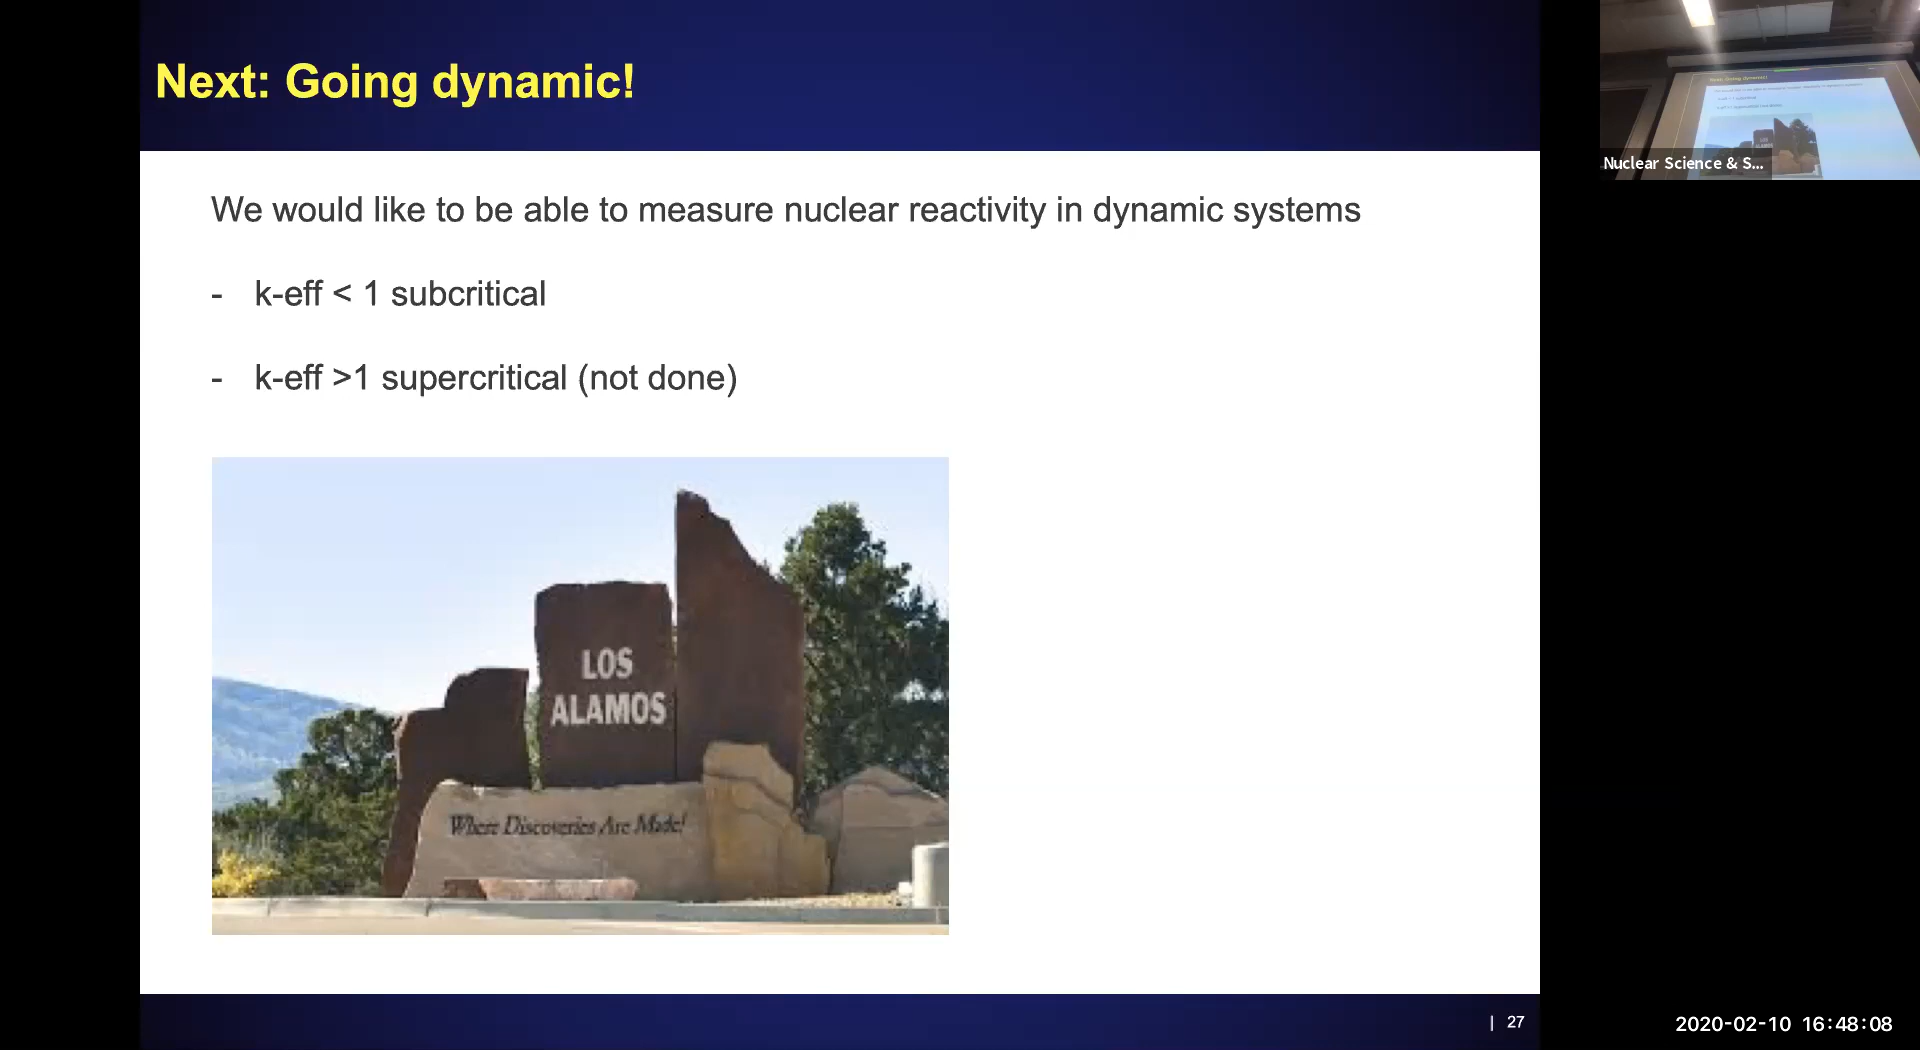 Next: Going dynamic!
We would like to be able to measure nuclear reactivity in dynamic systems
- k-eff < 1 subcritical
- k-eff >1 supercritical (not done)
LOS
ALAMOS
Where Discoveries Are Made!
| 27
Nuclear Science & S...
2020-02-10 16:48:08